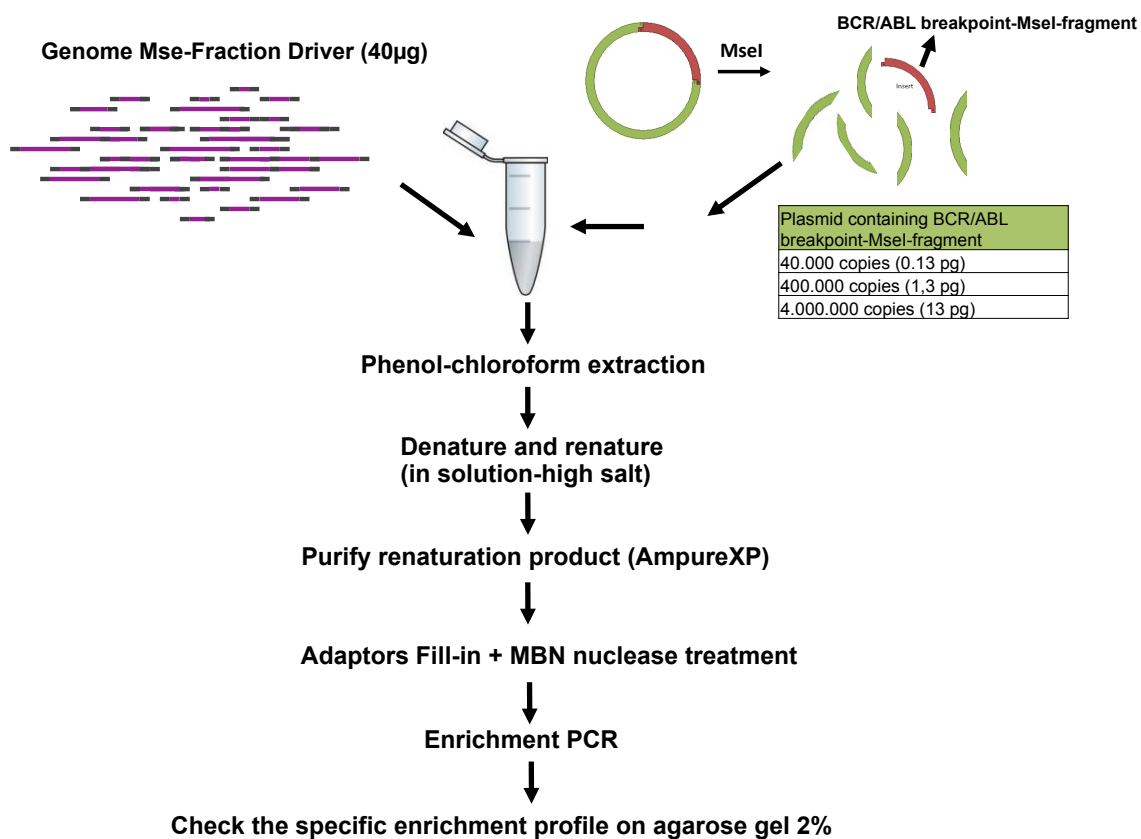 Genome Mse-Fraction Driver (40µg)
MseI
BCR/ABL breakpoint-MseI-fragment
Insert
Plasmid containing BCR/ABL
breakpoint-MseI-fragment
40.000 copies (0.13 pg)
400.000 copies (1,3 pg)
4.000.000 copies (13 pg)
Phenol-chloroform extraction
Denature and renature
(in solution-high salt)
Purify renaturation product (AmpureXP)
Adaptors Fill-in + MBN nuclease treatment
Enrichment PCR
Check the specific enrichment profile on agarose gel 2%